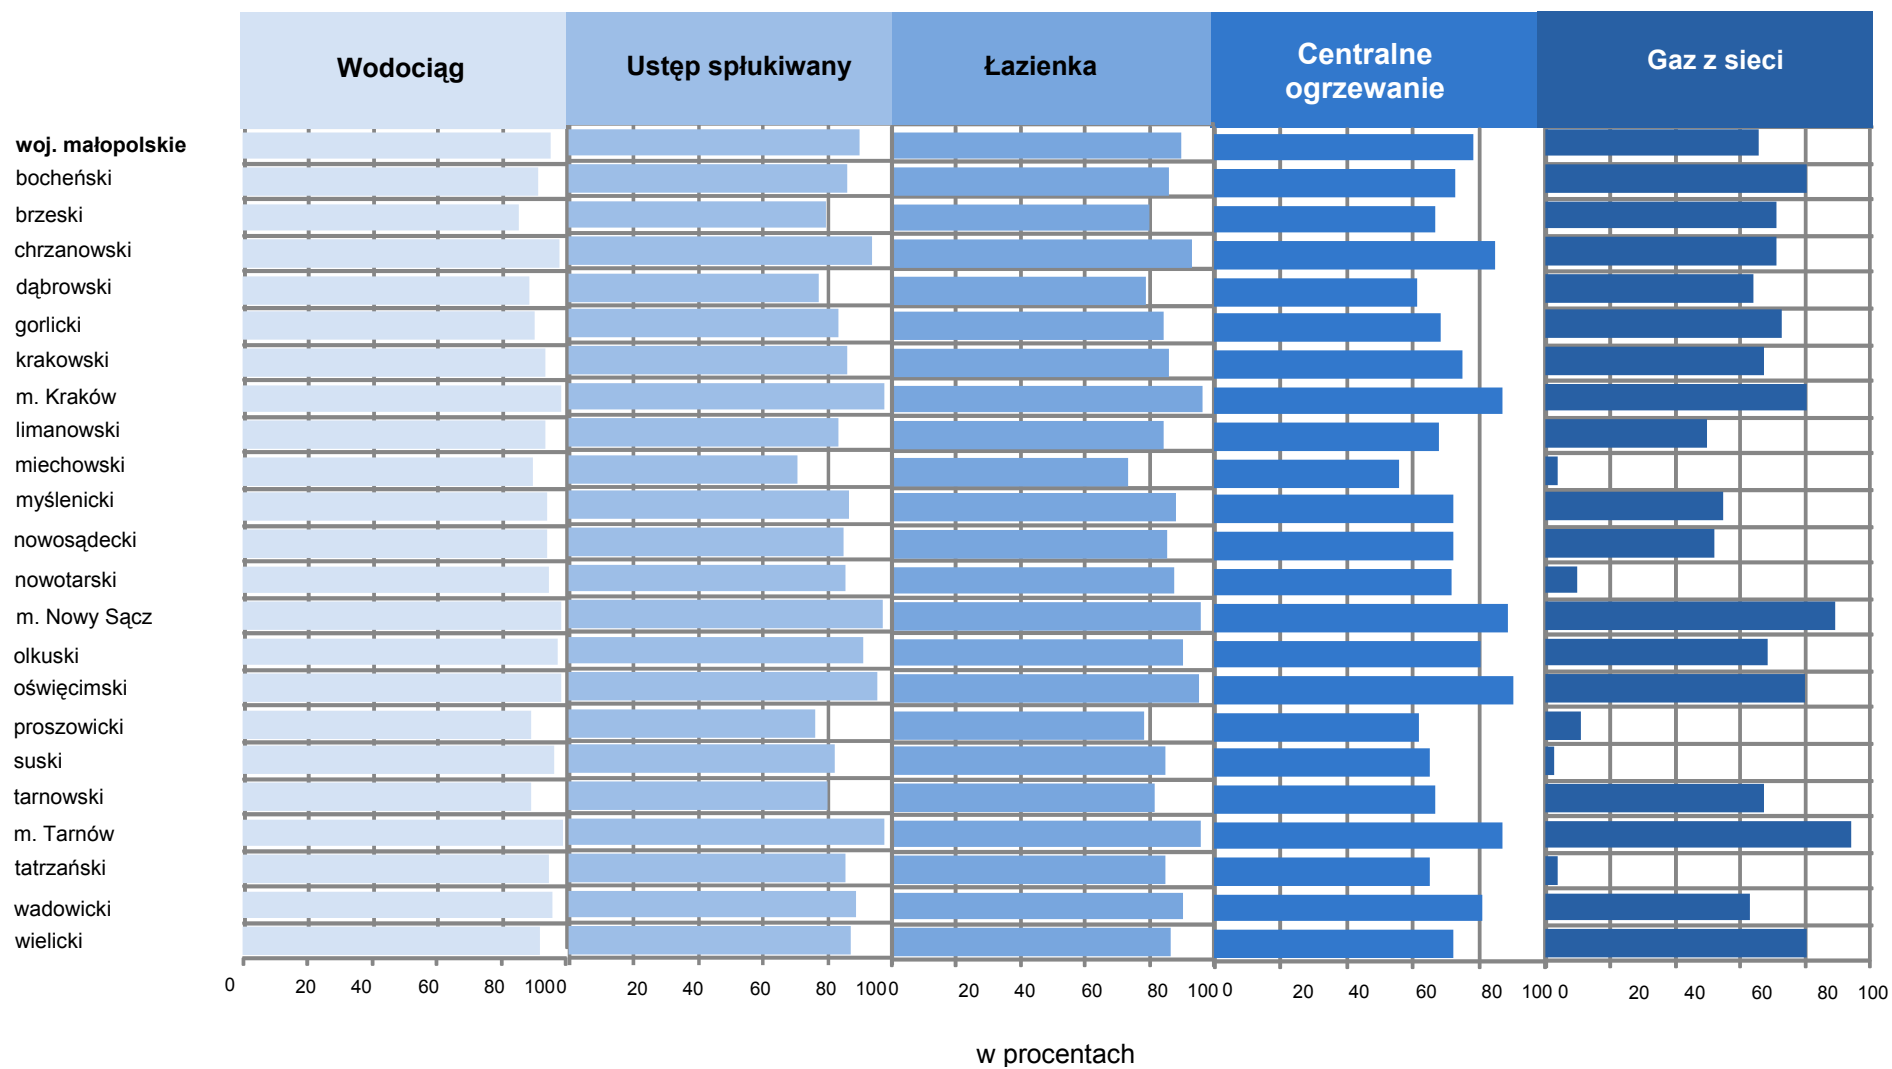 Wodociąg
Ustęp spłukiwany
Łazienka
Centralne
ogrzewanie
Gaz z sieci
woj. małopolskie
bocheński
brzeski
chrzanowski
dąbrowski
gorlicki
krakowski
m. Kraków
limanowski
miechowski
myślenicki
nowosądecki
nowotarski
m. Nowy Sącz
olkuski
oświęcimski
proszowicki
suski
tarnowski
m. Tarnów
tatrzański
wadowicki
wielicki
0 20 40 60 80 100 0 20 40 60 80 100 0 20 40 60 80 100 0 20 40 60 80 100 0 20 40 60 80 100
w procentach